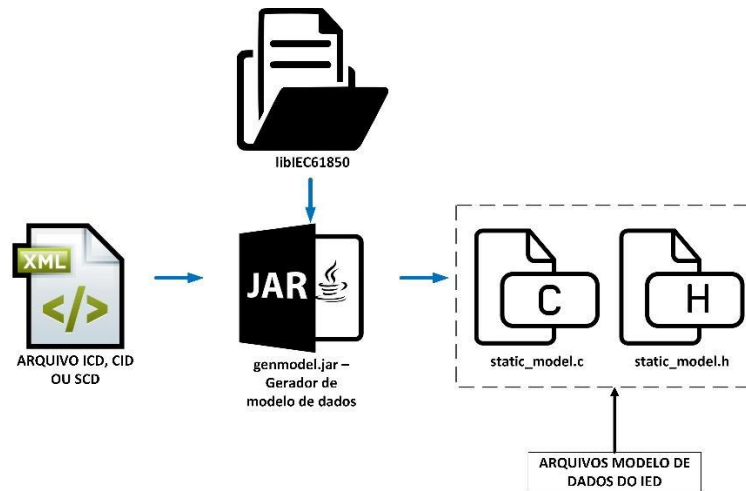 libIEC61850
XML
</>
ARQUIVO ICD, CID
OU SCD
JAR
genmodel.jar –
Gerador de
modelo de dados
C
static_model.c
H
static_model.h
ARQUIVOS MODELO DE
DADOS DO IED